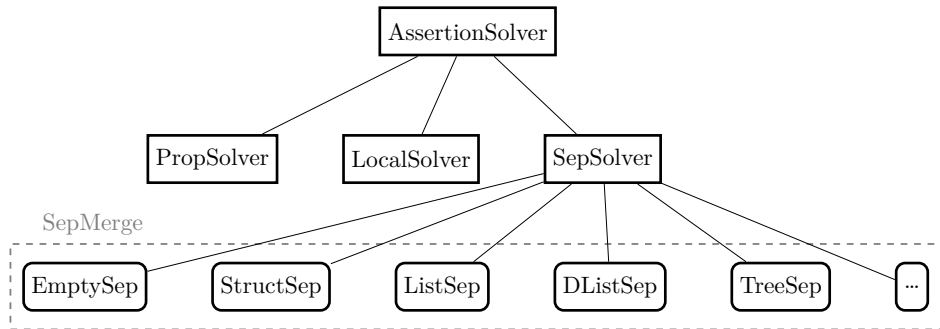 AssertionSolver
PropSolver LocalSolver SepSolver
SepMerge
EmptySep StructSep ListSep DListSep TreeSep ...